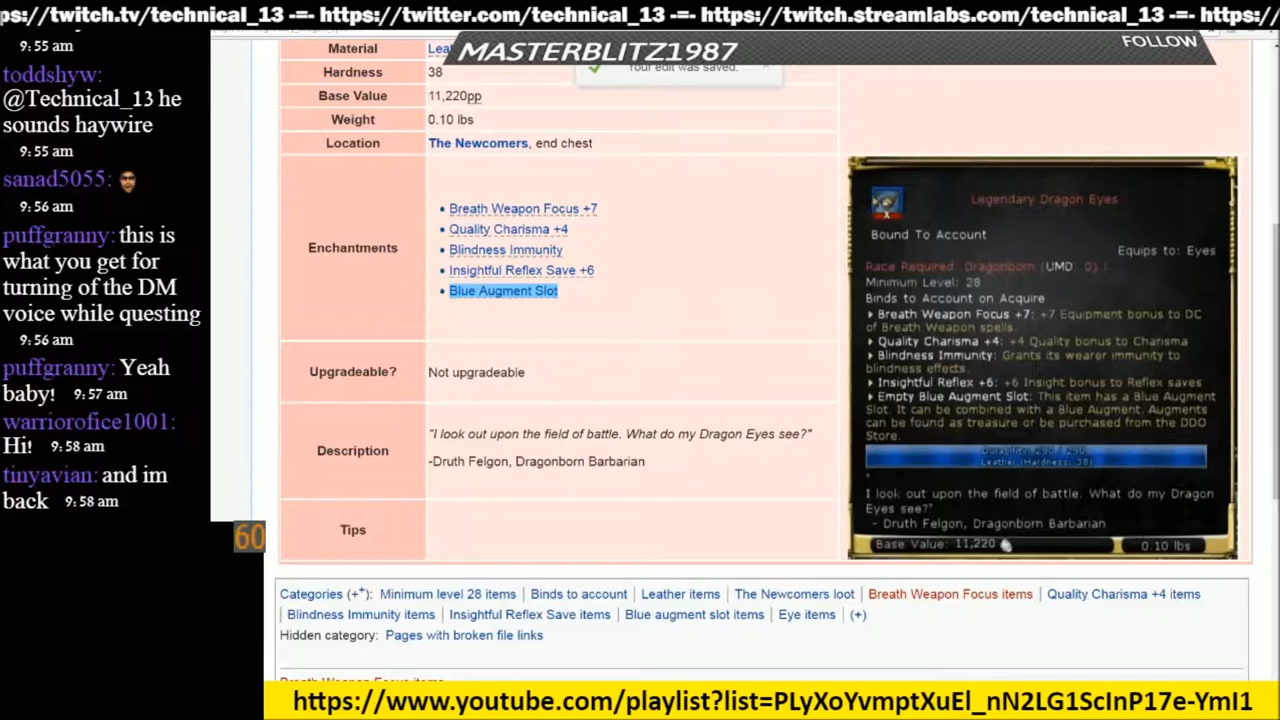 ps://twitch.tv/technical_13 -=- https://twitter.com/technical_13 -=- https://twitch.streamlabs.com/technical_13 -=- https:/
9:55 am
toddshyw:
@Technical_13 he
sounds haywire
9:55 am
sanad5055:
9:56 am
puffgranny: this is
what you get for
turning of the DM
voice while questing
9:56 am
puffgranny: Yeah
baby! 9:57 am
warriorofice1001:
Hi! 9:58 am
tinyavian: and im
back 9:58 am
60
MASTERBLITZ1987
FOLLOW
Your edit was saved.
Material
Hardness 38
Base Value 11,220pp
Weight 0.10 lbs
Location The Newcomers, end chest
Enchantments
• Breath Weapon Focus +7
• Quality Charisma +4
• Blindness Immunity
• Insightful Reflex Save +6
• Blue Augment Slot
Upgradeable? Not upgradeable
Description
"I look out upon the field of battle. What do my Dragon Eyes see?"
-Druth Felgon, Dragonborn Barbarian
Tips
Legendary Dragon Eyes
Bound To Account
Equips to: Eyes
Race Required: Dragonborn (UMD:
Minimum Level: 28
Binds to Account on Acquire
Breath Weapon Focus +7: +7 Equipment bonus to DC
of Breath Weapon spells.
Quality Charisma +4: +4 Quality bonus to Charisma
Blindness Immunity: Grants its wearer immunity to
blindness effects.
Insightful Reflex +6: +6 Insight bonus to Reflex saves
Empty Blue Augment Slot: This item has a Blue Augment
Slot. It can be combined with a Blue Augment. Augments
can be found as treasure or be purchased from the DDO
Store.
Leather (Hardness: 38)
I look out upon the field of battle. What do my Dragon
Eyes see?"
- Druth Felgon, Dragonborn Barbarian
Base Value: 11,220
0.10 lbs
Categories (+⁺): Minimum level 28 items | Binds to account | Leather items | The Newcomers loot | Breath Weapon Focus items | Quality Charisma +4 items
Blindness Immunity items | Insightful Reflex Save items | Blue augment slot items | Eye items | (+)
Hidden category: Pages with broken file links
Breath Weapon Focus items
https://www.youtube.com/playlist?list=PLyXoYvmptXuEl_nN2LG1ScInP17e-YmI1